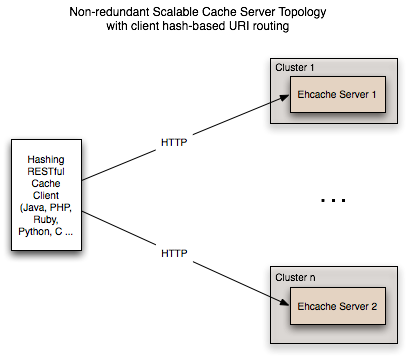 Non-redundant Scalable Cache Server Topology
with client hash-based URI routing
Cluster 1
Ehcache Server 1
HTTP
Hashing
RESTful
Cache
Client
(Java, PHP,
Ruby,
Python, C ...
. . .
HTTP
Cluster n
Ehcache Server 2